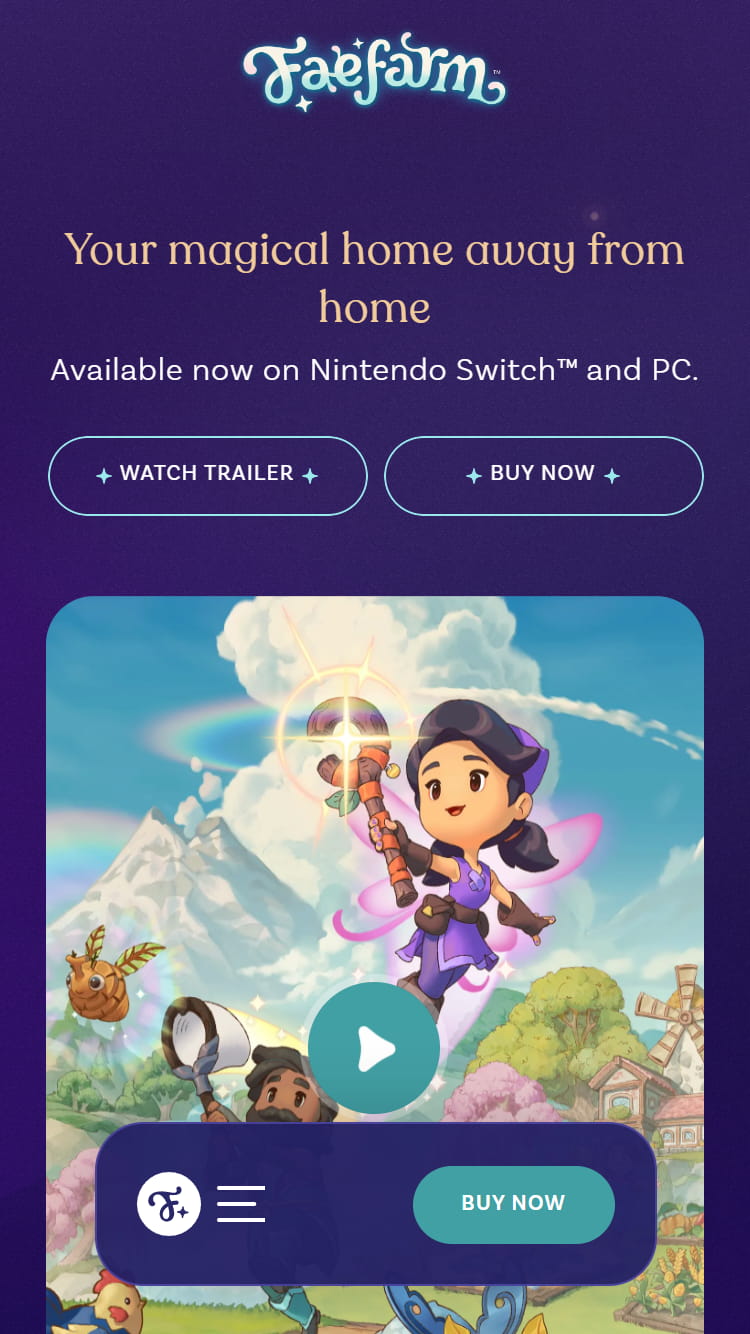 Faefarm™
Your magical home away from
home
Available now on Nintendo Switch™ and PC.
WATCH TRAILER
BUY NOW
F
BUY NOW